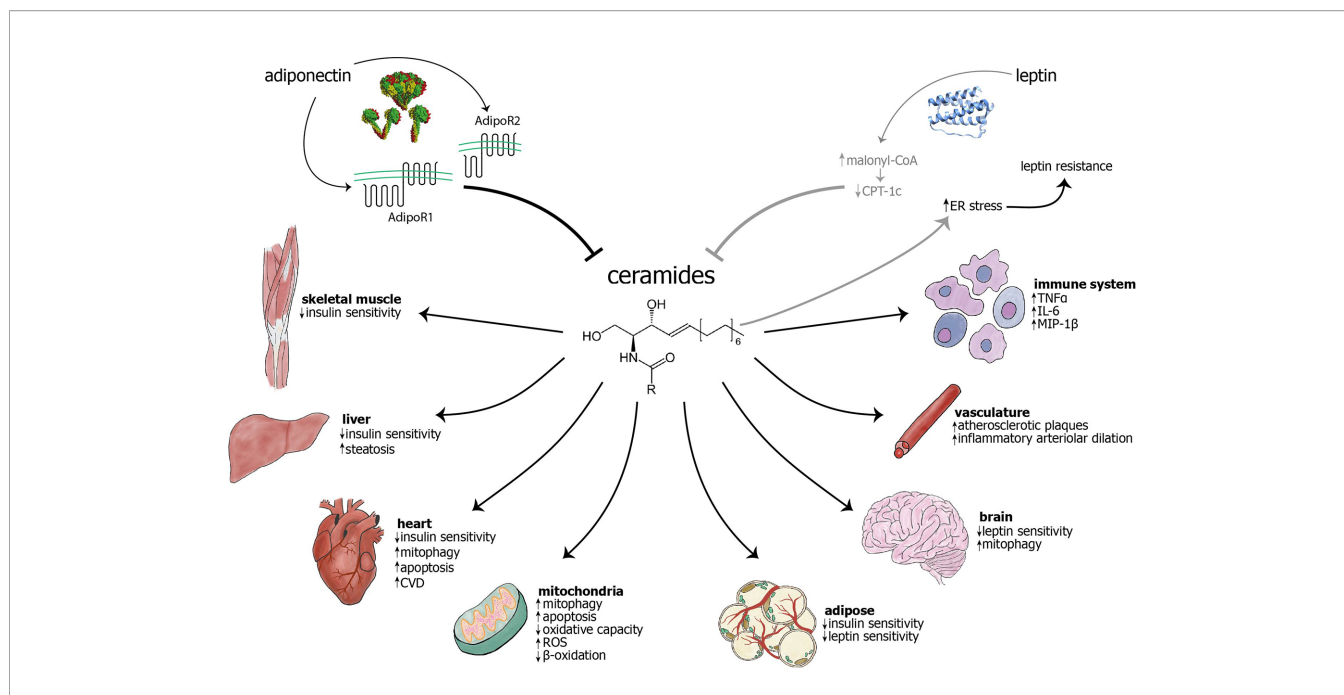 adiponectin
leptin
AdipoR2
↑malonyl-CoA
leptin resistance
↓CPT-1c
↑ER stress
AdipoR1
ceramides
skeletal muscle
↓insulin sensitivity
immune system
↑TNFα
↑IL-6
↑MIP-1β
OH
HO
6
HN
O
R
liver
↓insulin sensitivity
↑steatosis
vasculature
↑atherosclerotic plaques
↑inflammatory arteriolar dilation
heart
↓insulin sensitivity
↑mitophagy
↑apoptosis
↑CVD
brain
↓leptin sensitivity
↑mitophagy
mitochondria
↑mitophagy
↑apoptosis
↓oxidative capacity
↑ROS
↓β-oxidation
adipose
↓insulin sensitivity
↓leptin sensitivity